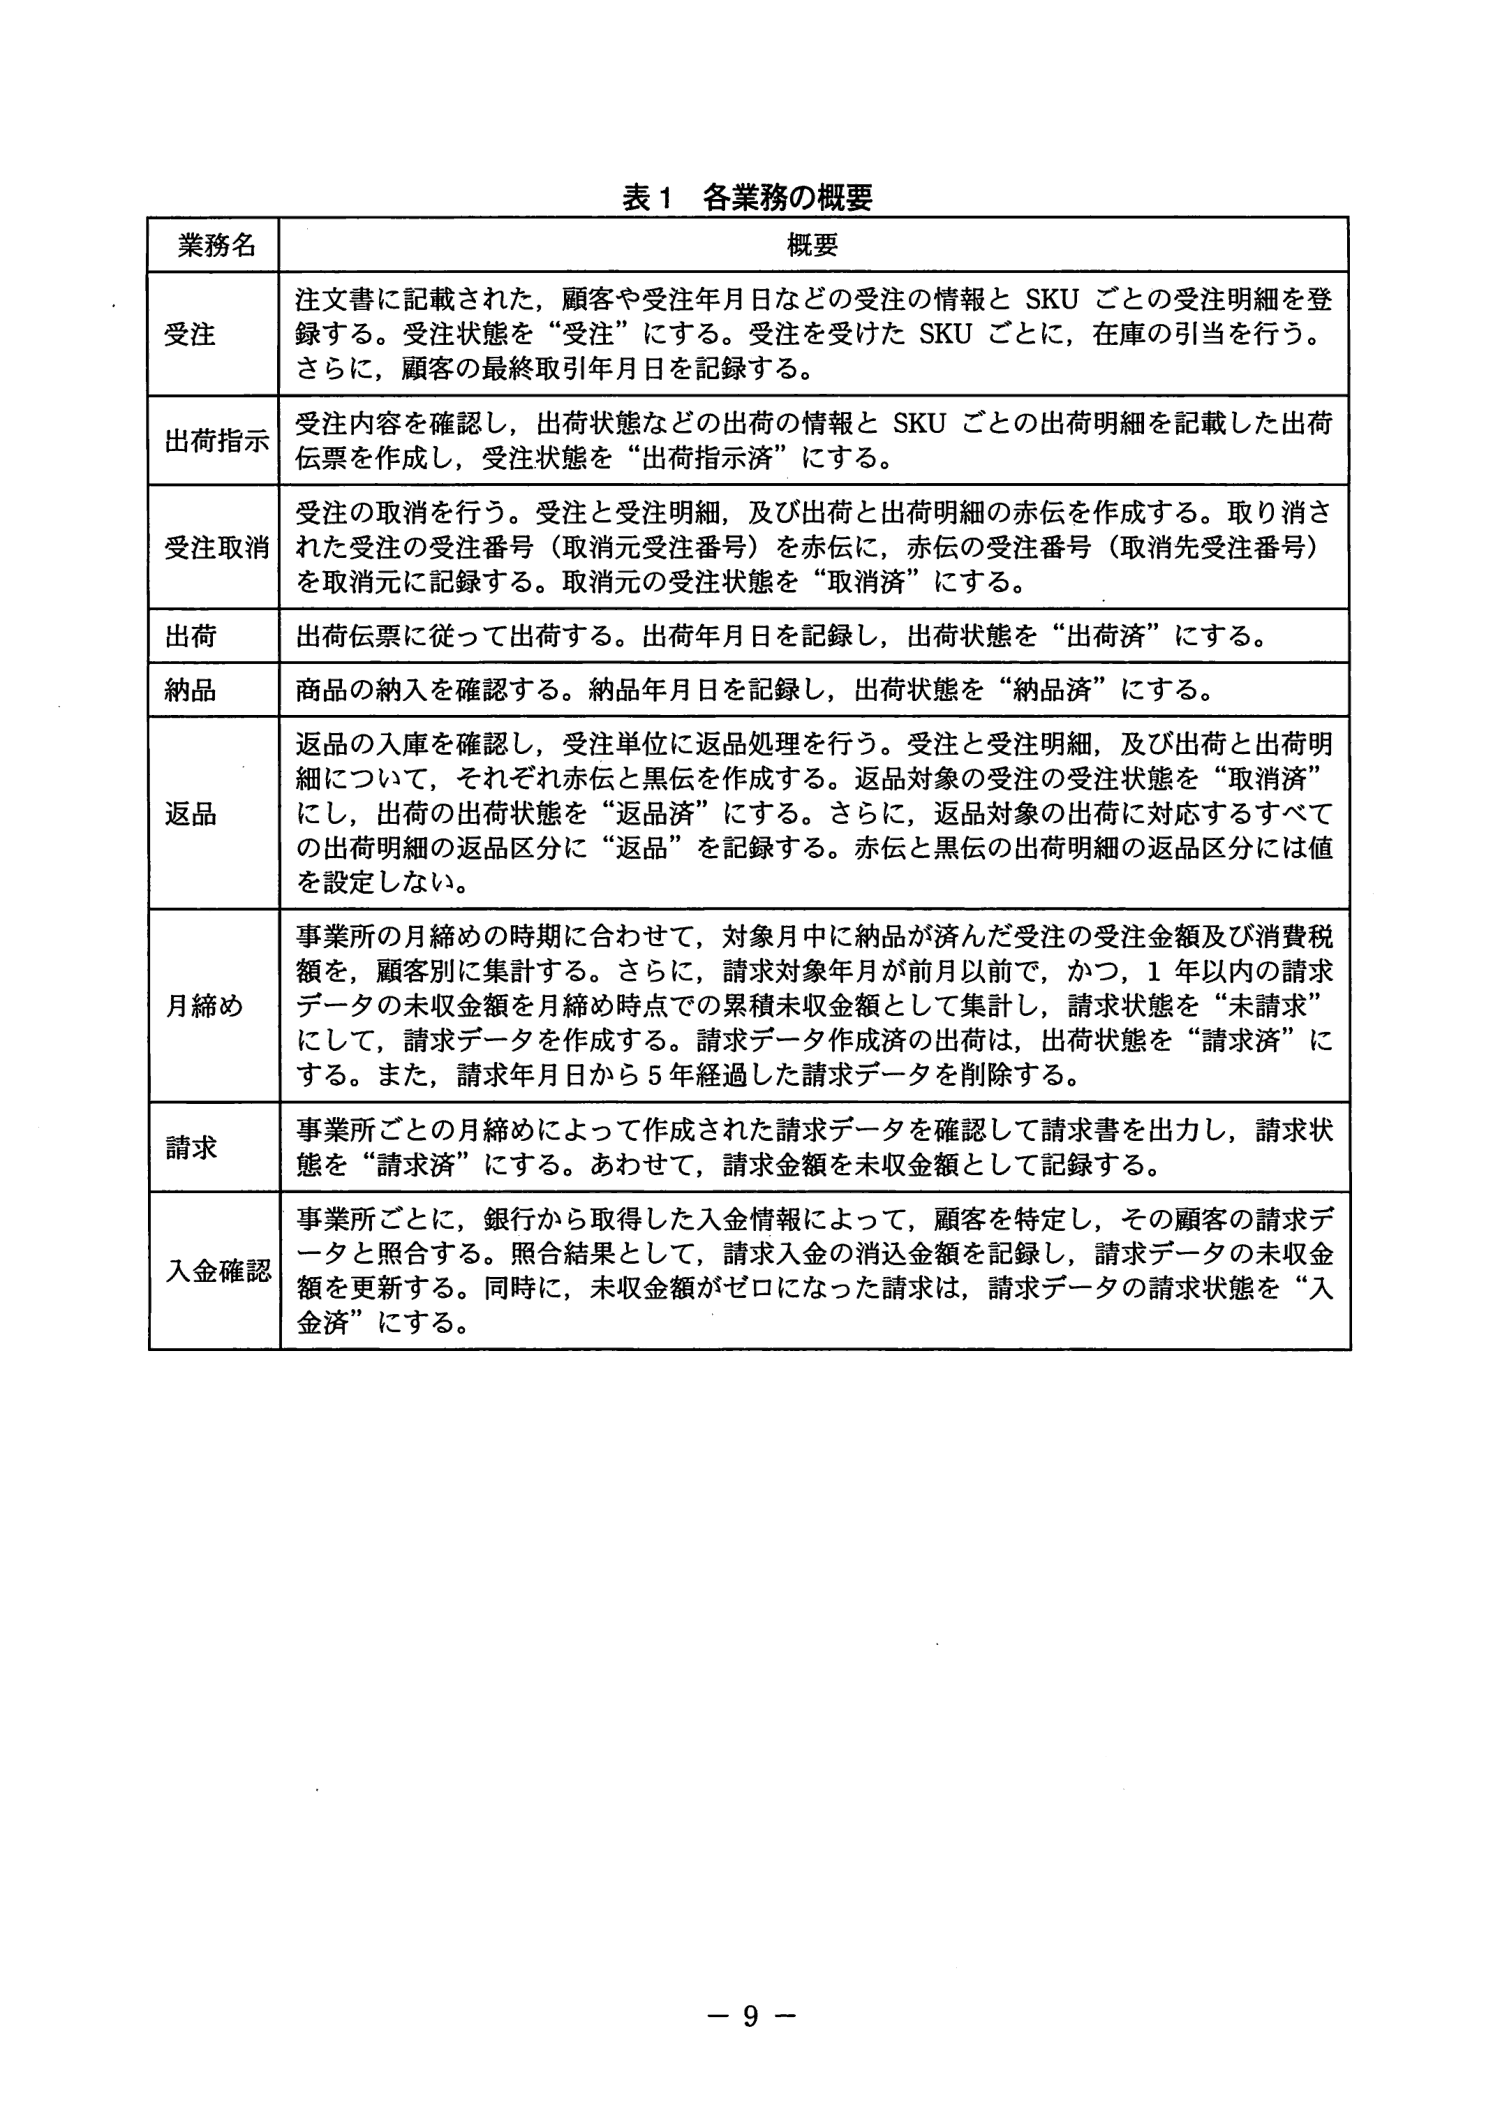 表1 各業務の概要
業務名
概要
受注
注文書に記載された，顧客や受注年月日などの受注の情報と SKU ごとの受注明細を登
録する。受注状態を“受注”にする。受注を受けた SKU ごとに，在庫の引当を行う。
さらに，顧客の最終取引年月日を記録する。
出荷指示
受注内容を確認し，出荷状態などの出荷の情報と SKU ごとの出荷明細を記載した出荷
伝票を作成し，受注状態を“出荷指示済”にする。
受注取消
受注の取消を行う。受注と受注明細，及び出荷と出荷明細の赤伝を作成する。取り消さ
れた受注の受注番号（取消元受注番号）を赤伝に，赤伝の受注番号（取消先受注番号）
を取消元に記録する。取消元の受注状態を“取消済”にする。
出荷
出荷伝票に従って出荷する。出荷年月日を記録し，出荷状態を“出荷済”にする。
納品
商品の納入を確認する。納品年月日を記録し，出荷状態を“納品済”にする。
返品
返品の入庫を確認し，受注単位に返品処理を行う。受注と受注明細，及び出荷と出荷明
細について，それぞれ赤伝と黒伝を作成する。返品対象の受注の受注状態を“取消済”
にし，出荷の出荷状態を“返品済”にする。さらに，返品対象の出荷に対応するすべて
の出荷明細の返品区分に“返品”を記録する。赤伝と黒伝の出荷明細の返品区分には値
を設定しない。
月締め
事業所の月締めの時期に合わせて，対象月中に納品が済んだ受注の受注金額及び消費税
額を，顧客別に集計する。さらに，請求対象年月が前月以前で，かつ，1 年以内の請求
データの未収金額を月締め時点での累積未収金額として集計し，請求状態を“未請求”
にして，請求データを作成する。請求データ作成済の出荷は，出荷状態を“請求済”に
する。また，請求年月日から 5 年経過した請求データを削除する。
請求
事業所ごとの月締めによって作成された請求データを確認して請求書を出力し，請求状
態を“請求済”にする。あわせて，請求金額を未収金額として記録する。
入金確認
事業所ごとに，銀行から取得した入金情報によって，顧客を特定し，その顧客の請求デ
ータと照合する。照合結果として，請求入金の消込金額を記録し，請求データの未収金
額を更新する。同時に，未収金額がゼロになった請求は，請求データの請求状態を“入
金済”にする。
－ 9 －